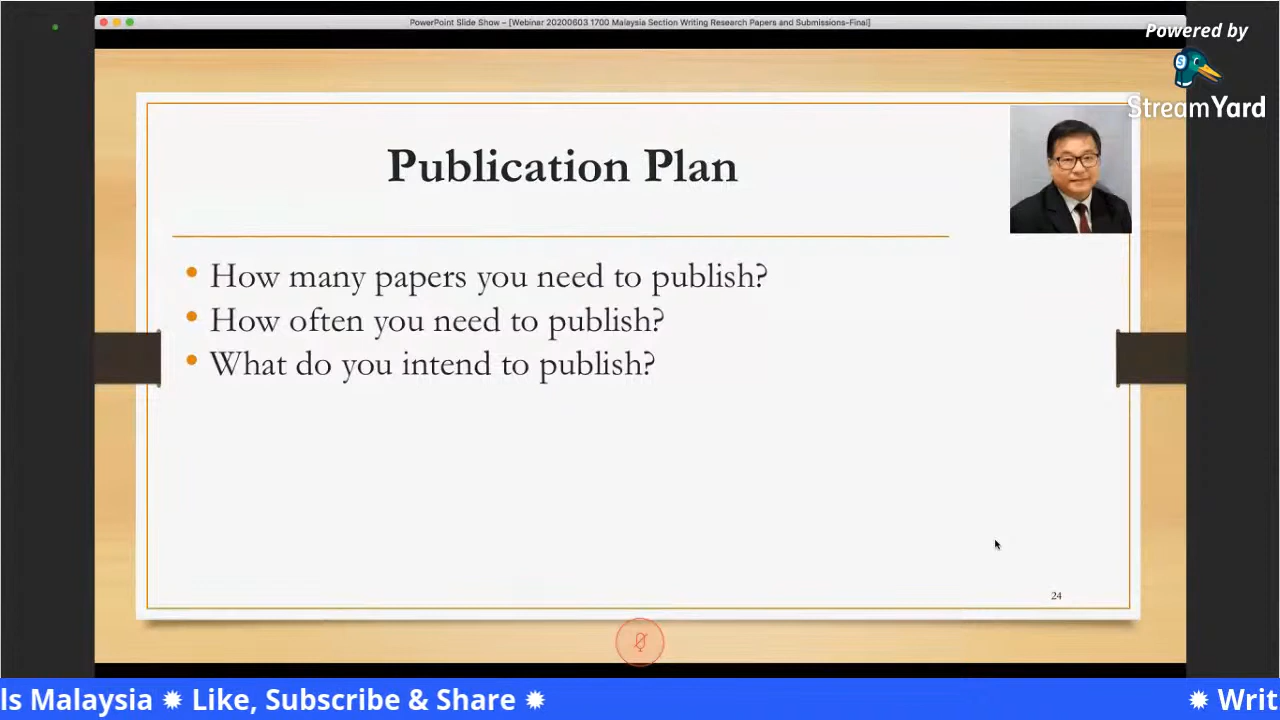 PowerPoint Slide Show – [Webinar 20200603 1700 Malaysia Section Writing Research Papers and Submissions-Final]
Powered by
StreamYard
Publication Plan
• How many papers you need to publish?
• How often you need to publish?
• What do you intend to publish?
24
ls Malaysia ✹ Like, Subscribe & Share ✹ ✹ Writ